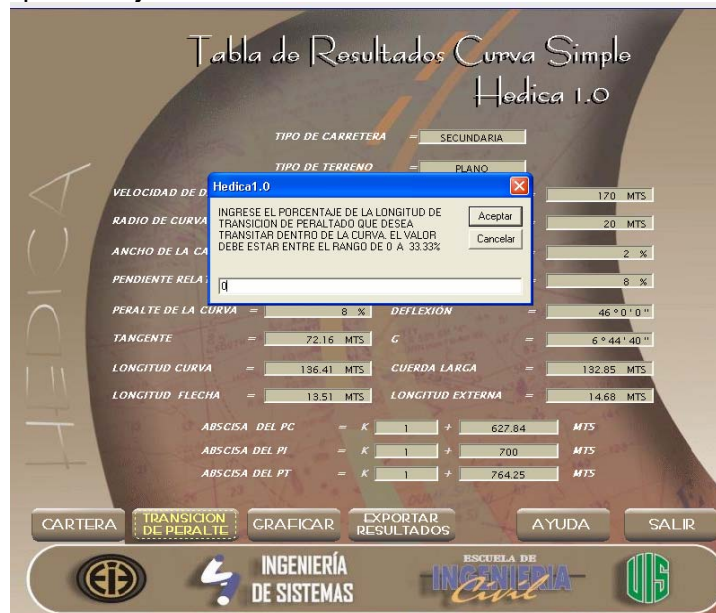 Tabla de Resultados Curva Simple
Hedica 1.0
HEDICA
TIPO DE CARRETERA = SECUNDARIA
TIPO DE TERRENO = PLANO
VELOCIDAD DE D = 170 MTS
RADIO DE CURVA = 20 MTS
ANCHO DE LA CA = 2 %
PENDIENTE RELAT = 8 %
Hedica1.0
INGRESE EL PORCENTAJE DE LA LONGITUD DE
TRANSICION DE PERALTADO QUE DESEA
TRANSITAR DENTRO DE LA CURVA. EL VALOR
DEBE ESTAR ENTRE EL RANGO DE 0 A 33.33%
Aceptar
Cancelar
0
PERALTE DE LA CURVA = 8 % DEFLEXIÓN = 46 º 0 ' 0 "
TANGENTE = 72.16 MTS G = 6 º 44 ' 40 "
LONGITUD CURVA = 136.41 MTS CUERDA LARGA = 132.85 MTS
LONGITUD FLECHA = 13.51 MTS LONGITUD EXTERNA = 14.68 MTS
ABSCISA DEL PC = K 1 + 627.84 MTS
ABSCISA DEL PI = K 1 + 700 MTS
ABSCISA DEL PT = K 1 + 764.25 MTS
CARTERA
TRANSICION
DE PERALTE
GRAFICAR
EXPORTAR
RESULTADOS
AYUDA
SALIR
INGENIERÍA
DE SISTEMAS
ESCUELA DE
INGENIERIA
Civil
UIS